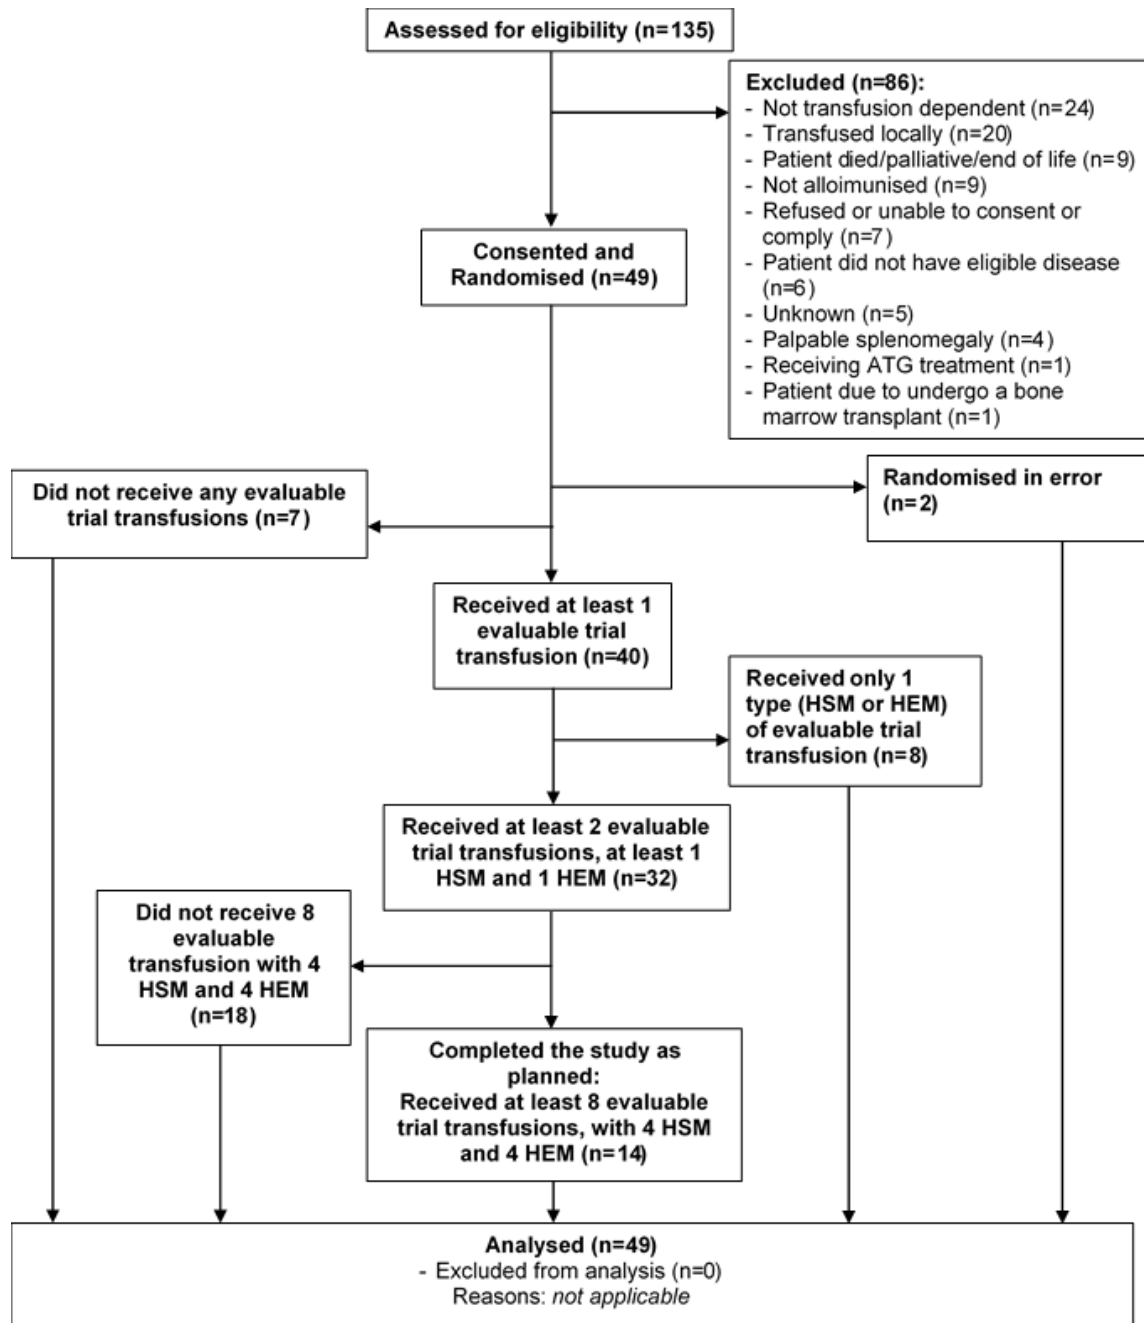 Assessed for eligibility (n=135)
Excluded (n=86):
- Not transfusion dependent (n=24)
- Transfused locally (n=20)
- Patient died/palliative/end of life (n=9)
- Not alloimunised (n=9)
- Refused or unable to consent or
comply (n=7)
- Patient did not have eligible disease
(n=6)
- Unknown (n=5)
- Palpable splenomegaly (n=4)
- Receiving ATG treatment (n=1)
- Patient due to undergo a bone
marrow transplant (n=1)
Consented and
Randomised (n=49)
Did not receive any evaluable
trial transfusions (n=7)
Randomised in error
(n=2)
Received at least 1
evaluable trial
transfusion (n=40)
Received only 1
type (HSM or HEM)
of evaluable trial
transfusion (n=8)
Received at least 2 evaluable
trial transfusions, at least 1
HSM and 1 HEM (n=32)
Did not receive 8
evaluable
transfusion with 4
HSM and 4 HEM
(n=18)
Completed the study as
planned:
Received at least 8 evaluable
trial transfusions, with 4 HSM
and 4 HEM (n=14)
Analysed (n=49)
- Excluded from analysis (n=0)
Reasons: not applicable